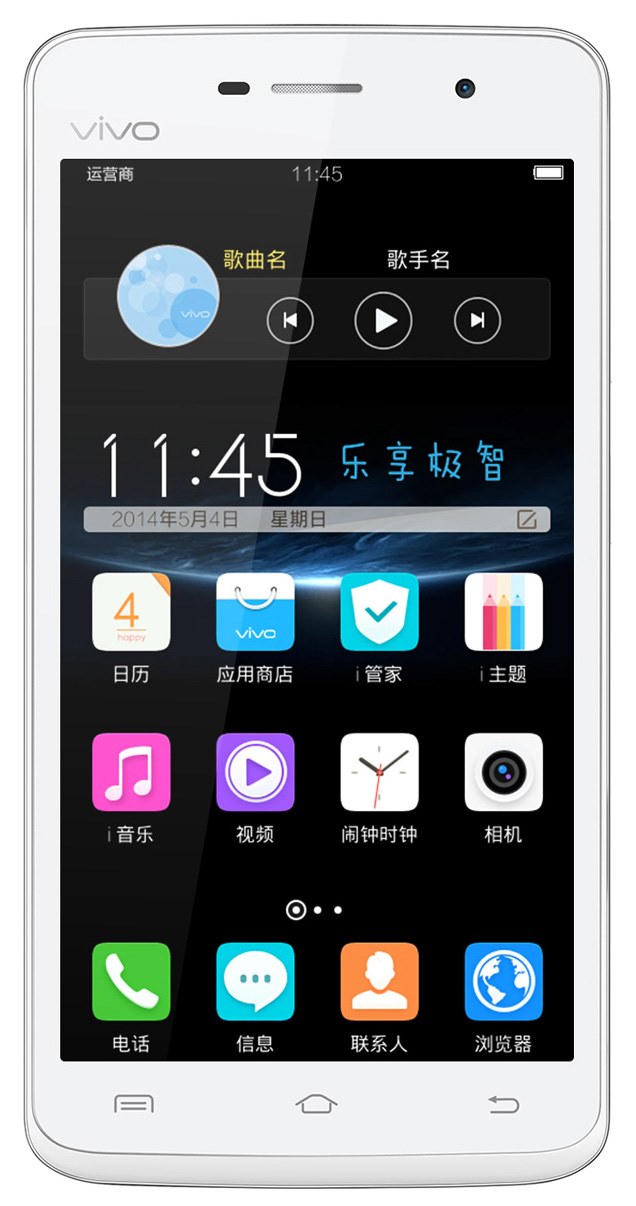 vivo
运营商 11:45
歌曲名 歌手名
vivo
11:45 乐享极智
2014年5月4日 星期日
4
happy
vivo
日历 应用商店 i管家 i主题
i音乐 视频 闹钟时钟 相机
电话 信息 联系人 浏览器